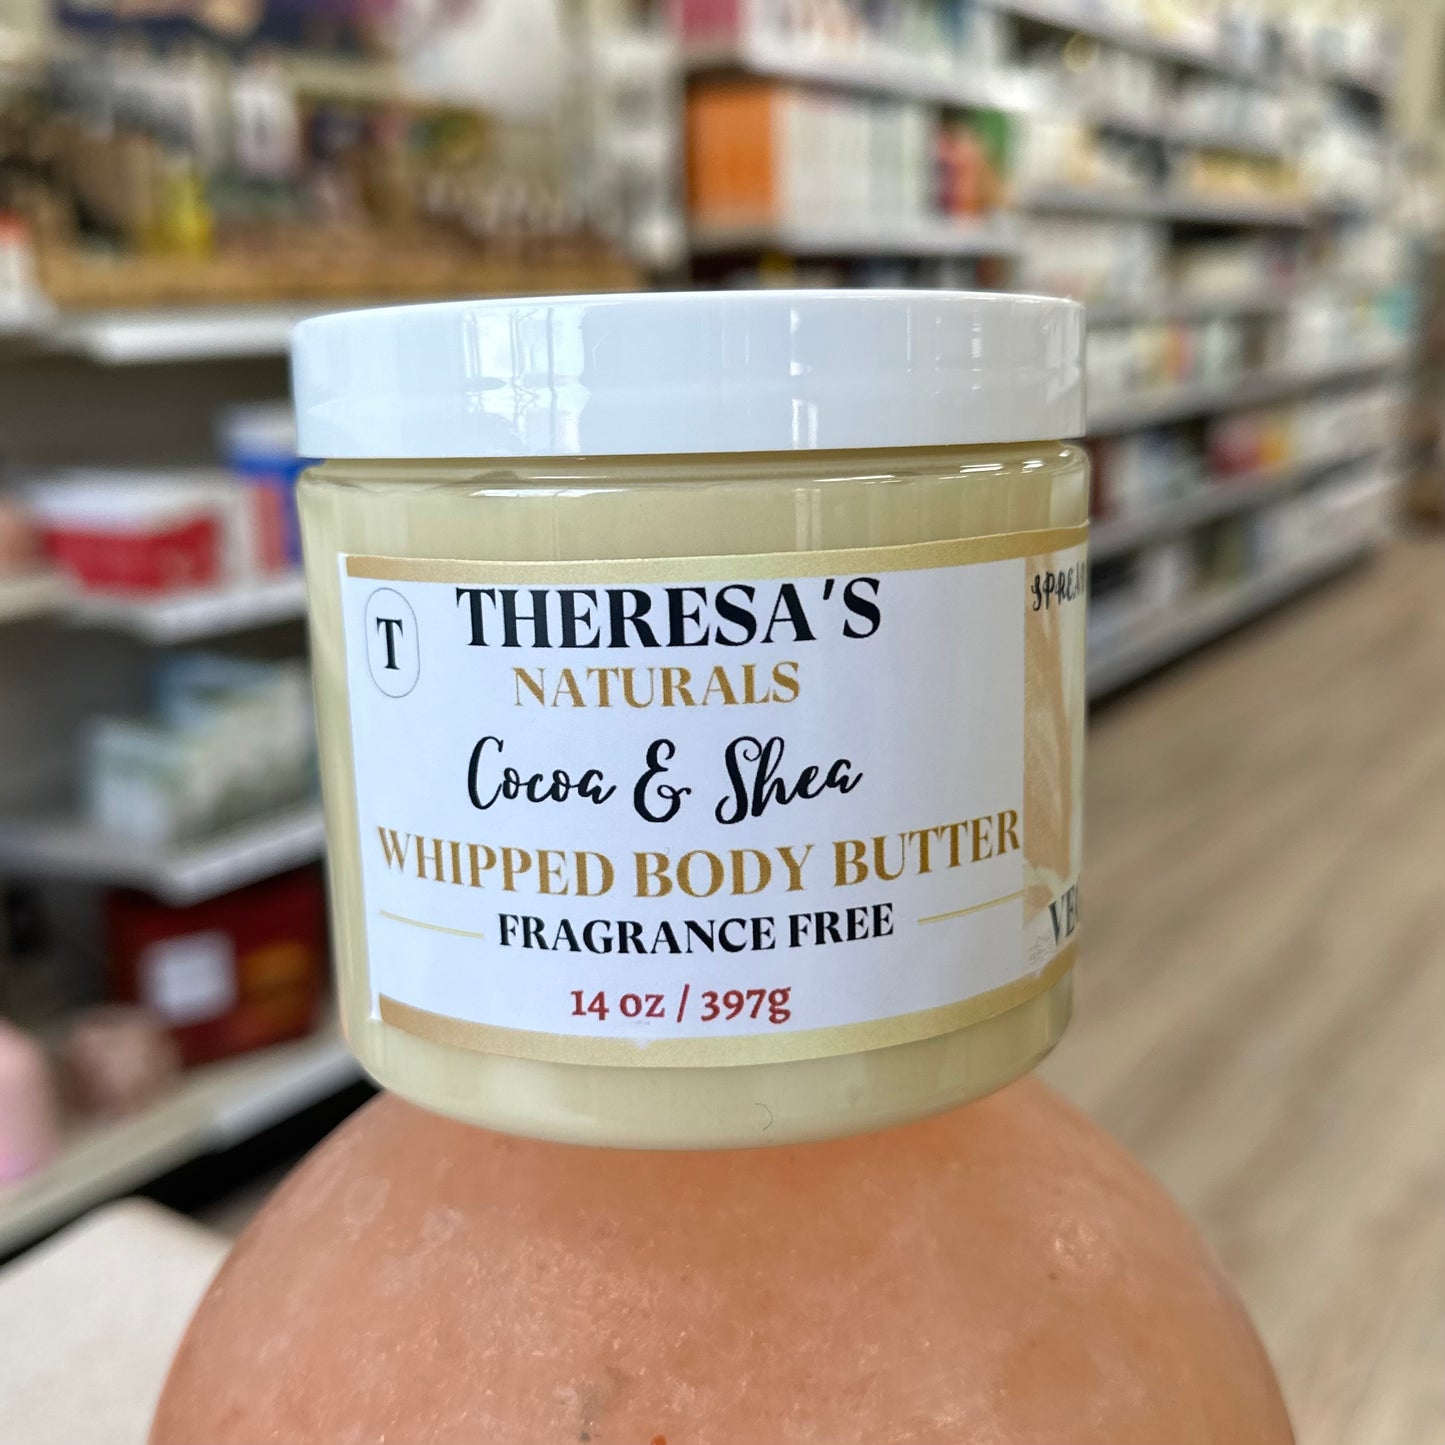 T
THERESA'S
NATURALS
Cocoa & Shea
WHIPPED BODY BUTTER
FRAGRANCE FREE
14 oz / 397g